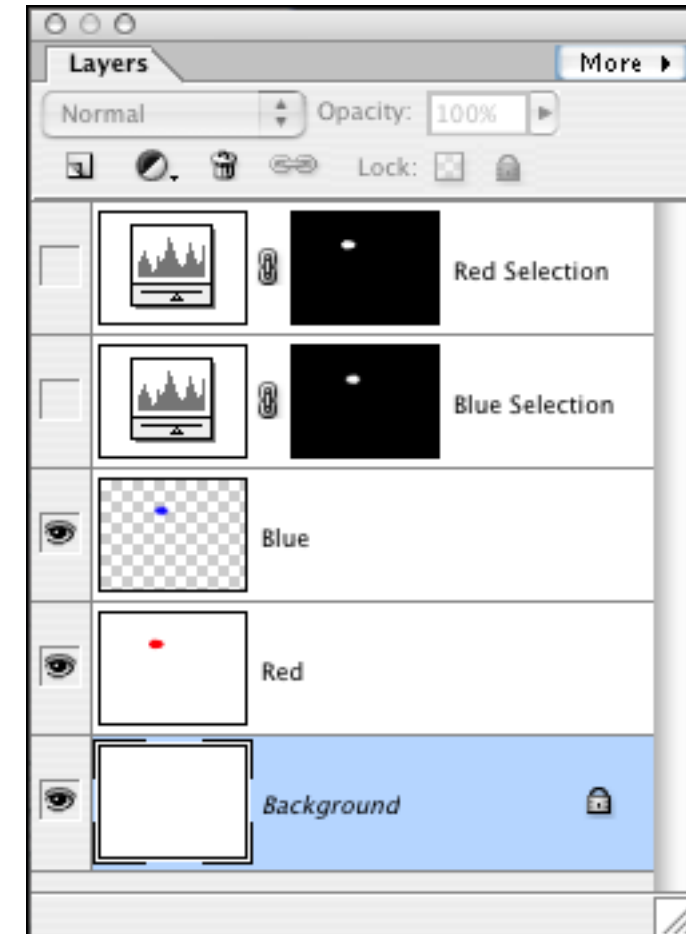 Layers More
Normal Opacity: 100%
Lock:
Red Selection
Blue Selection
Blue
Red
Background